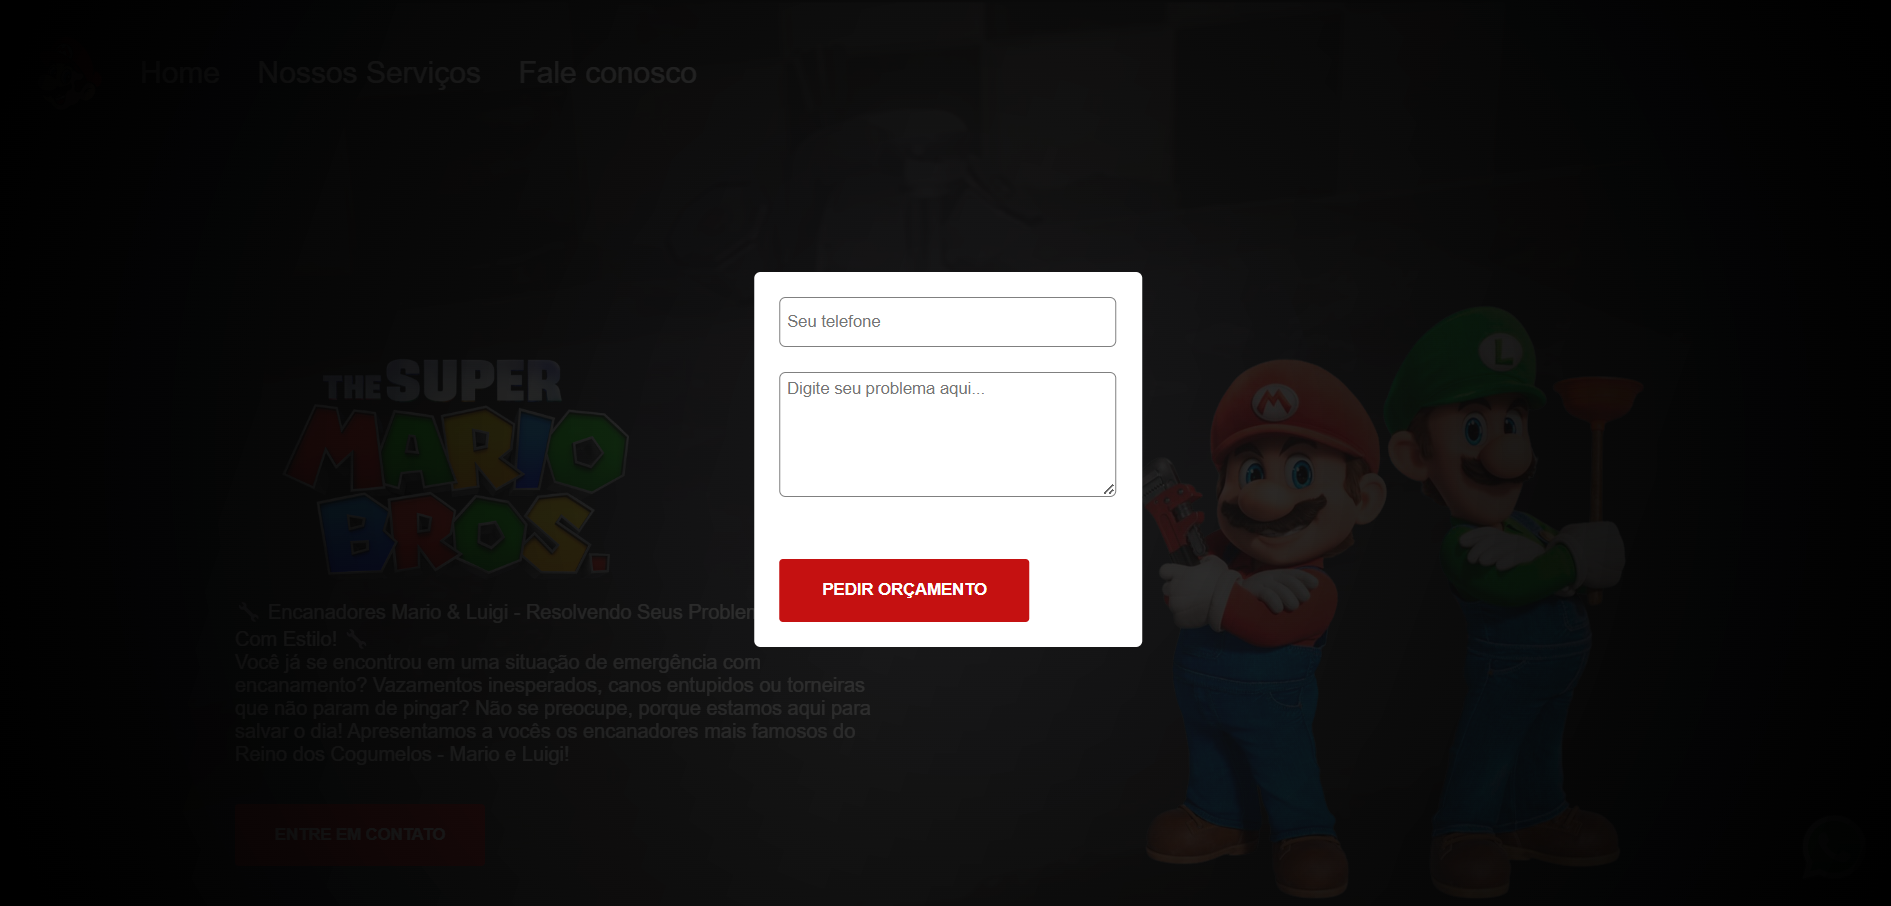 Home Nossos Serviços Fale conosco
Seu telefone
Digite seu problema aqui...
PEDIR ORÇAMENTO
THE SUPER
MARIO
BROS.
M
L
Encanadores Mario & Luigi - Resolvendo Seus
Com Estilo!
Você já se encontrou em uma situação de emergência com
encanamento? Vazamentos inesperados, canos entupidos ou torneiras
que não param de pingar? Não se preocupe, porque estamos aqui para
salvar o dia! Apresentamos a vocês os encanadores mais famosos do
Reino dos Cogumelos - Mario e Luigi!
ENTRE EM CONTATO